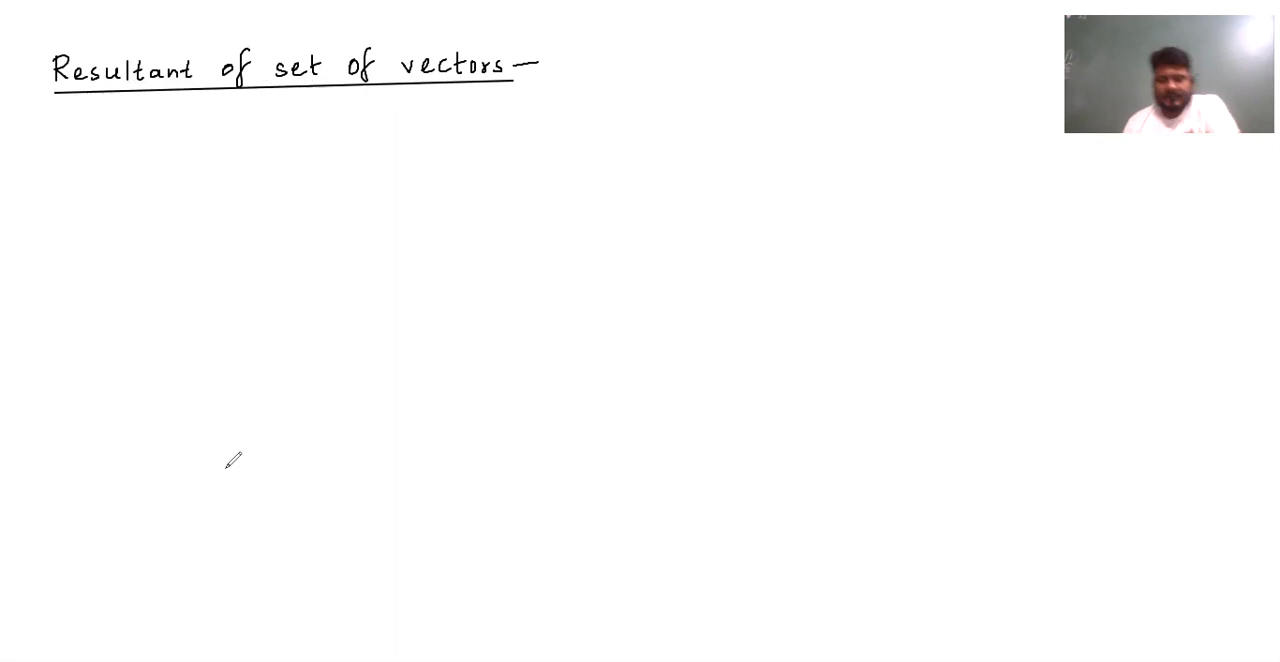 Resultant of set of vectors —